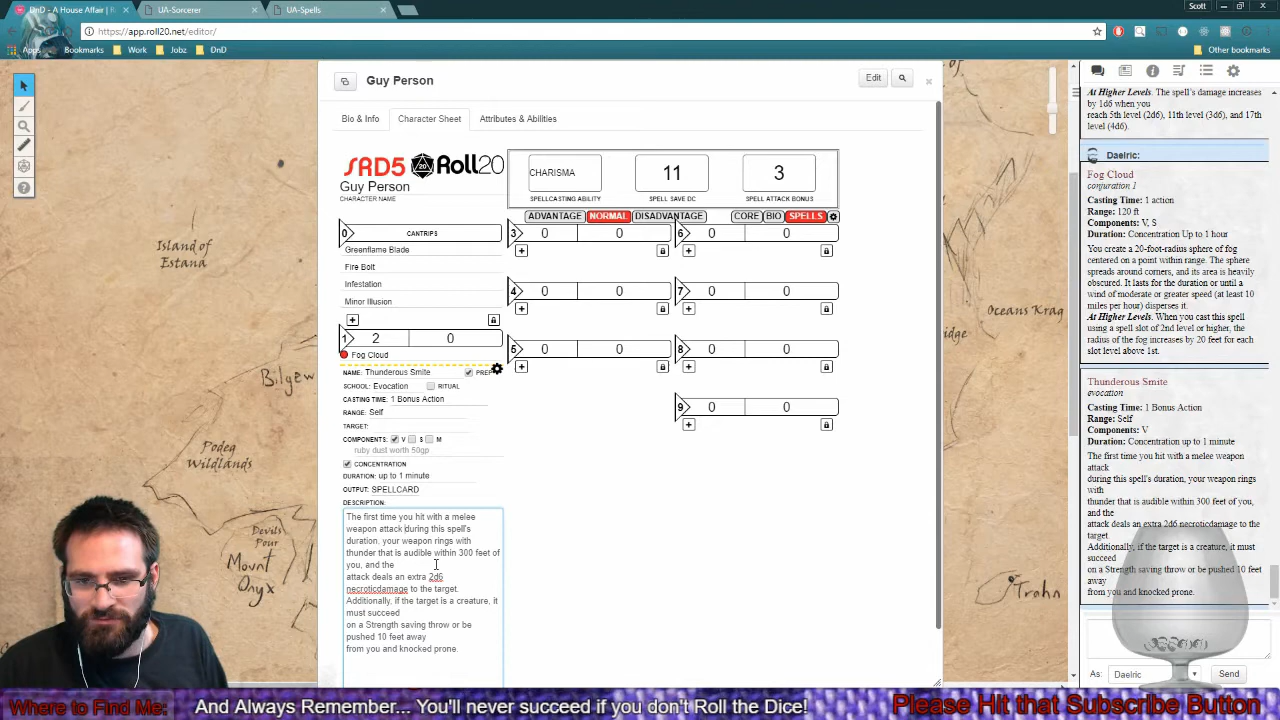 DnD - A House Affair | R
UA-Sorcerer
UA-Spells
Scott
https://app.roll20.net/editor/
Apps
Bookmarks
Work
Jobz
DnD
Other bookmarks
Guy Person
Edit
Bio & Info
Character Sheet
Attributes & Abilities
SRD5 Roll20
Guy Person
CHARACTER NAME
CHARISMA
11
3
SPELLCASTING ABILITY
SPELL SAVE DC
SPELL ATTACK BONUS
ADVANTAGE
NORMAL
DISADVANTAGE
CORE
BIO
SPELLS
0
CANTRIPS
Greenflame Blade
Fire Bolt
Infestation
Minor Illusion
1
2
0
Fog Cloud
NAME: Thunderous Smite
PREP
SCHOOL: Evocation
RITUAL
CASTING TIME: 1 Bonus Action
RANGE: Self
TARGET:
COMPONENTS: V S M
ruby dust worth 50gp
CONCENTRATION
DURATION: up to 1 minute
OUTPUT: SPELLCARD
DESCRIPTION:
The first time you hit with a melee
weapon attack during this spell's
duration, your weapon rings with
thunder that is audible within 300 feet of
you, and the
attack deals an extra 2d6
necroticdamage to the target.
Additionally, if the target is a creature, it
must succeed
on a Strength saving throw or be
pushed 10 feet away
from you and knocked prone.
3 0 0
4 0 0
5 0 0
6 0 0
7 0 0
8 0 0
9 0 0
Island of
Estana
Bilgew
Podeg
Wildlands
Devils
Pour
Mount
Onyx
of
Oceans Krag
ridge
Trahn
At Higher Levels. The spell's damage increases
by 1d6 when you
reach 5th level (2d6), 11th level (3d6), and 17th
level (4d6).
Daelric:
Fog Cloud
conjuration 1
Casting Time: 1 action
Range: 120 ft
Components: V, S
Duration: Concentration Up to 1 hour
You create a 20-foot-radius sphere of fog
centered on a point within range. The sphere
spreads around corners, and its area is heavily
obscured. It lasts for the duration or until a
wind of moderate or greater speed (at least 10
miles per hour) disperses it.
At Higher Levels. When you cast this spell
using a spell slot of 2nd level or higher, the
radius of the fog increases by 20 feet for each
slot level above 1st.
Thunderous Smite
evocation
Casting Time: 1 Bonus Action
Range: Self
Components: V
Duration: Concentration up to 1 minute
The first time you hit with a melee weapon
attack
during this spell's duration, your weapon rings
with
thunder that is audible within 300 feet of you,
and the
attack deals an extra 2d6necroticdamage to the
target.
Additionally, if the target is a creature, it must
succeed
on a Strength saving throw or be pushed 10 feet
away
from you and knocked prone.
As:
Daelric
Send
Where to Find Me:
And Always Remember... You'll never succeed if you don't Roll the Dice!
Please Hit that Subscribe Button